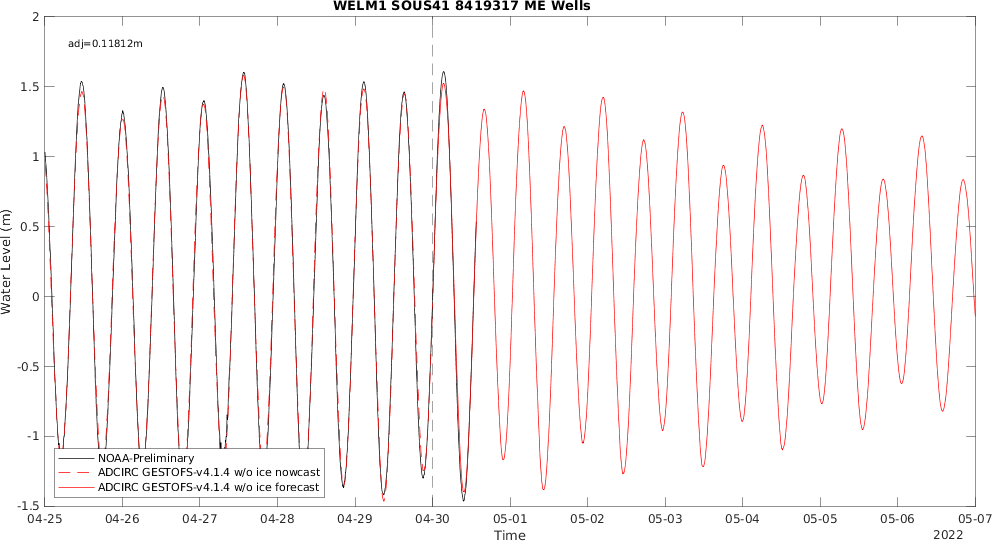 WELM1 SOUS41 8419317 ME Wells
adj=0.11812m
2
1.5
1
0.5
0
-0.5
-1
-1.5
Water Level (m)
NOAA-Preliminary
ADCIRC GESTOFS-v4.1.4 w/o ice nowcast
ADCIRC GESTOFS-v4.1.4 w/o ice forecast
04-25 04-26 04-27 04-28 04-29 04-30 05-01 05-02 05-03 05-04 05-05 05-06 05-07
Time
2022